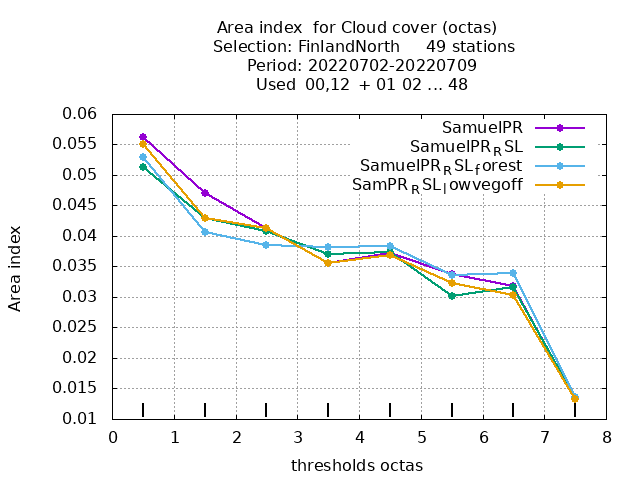 Area index  for Cloud cover (octas)
Selection: FinlandNorth     49 stations
Period: 20220702-20220709
Used  00,12  + 01 02 ... 48
SamuelPR
SamuelPR_RSL
SamuelPR_RSL_forest
SamPR_RSL_lowvegoff
0.06
0.055
0.05
0.045
0.04
0.035
0.03
0.025
0.02
0.015
0.01
Area index
0 1 2 3 4 5 6 7 8
thresholds octas